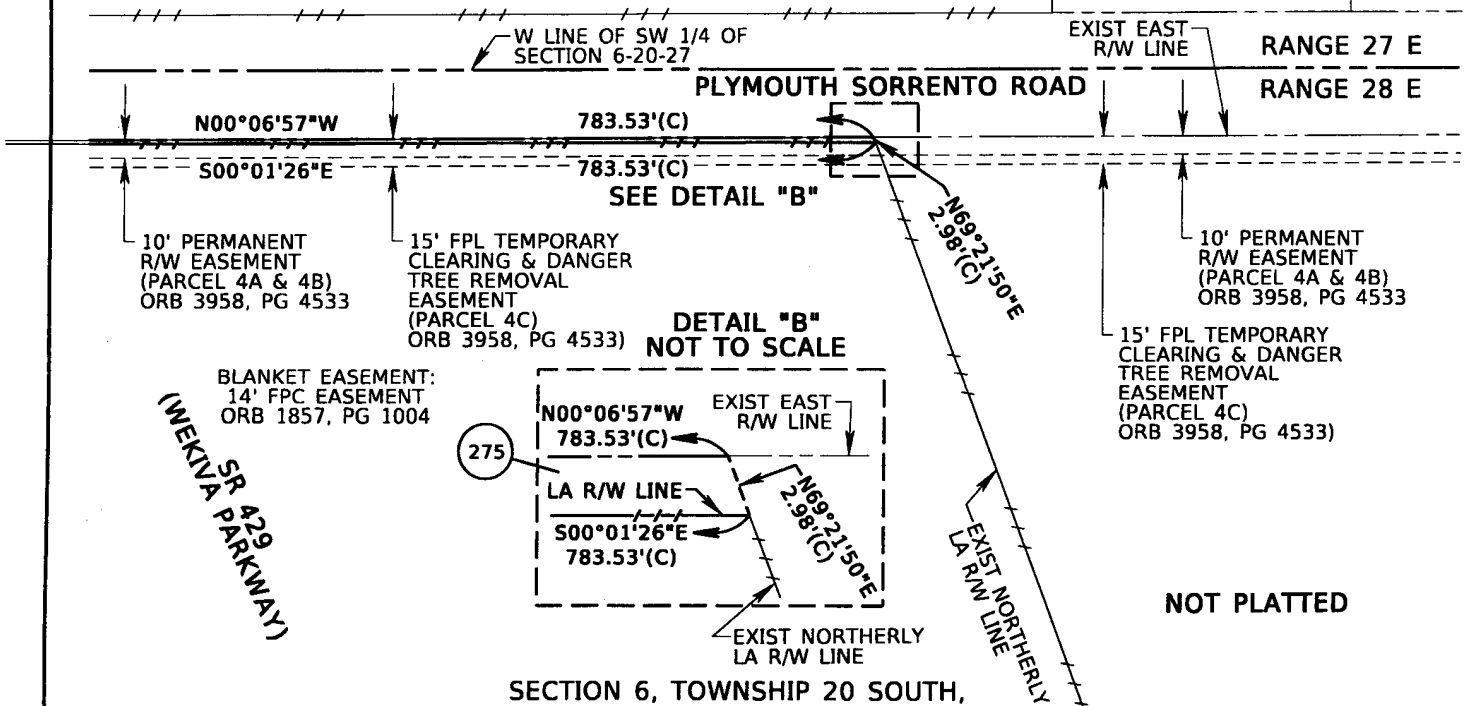 W LINE OF SW 1/4 OF
SECTION 6-20-27
EXIST EAST
R/W LINE
RANGE 27 E
RANGE 28 E
PLYMOUTH SORRENTO ROAD
N00°06'57"W
783.53'(C)
S00°01'26"E
783.53'(C)
SEE DETAIL "B"
N69°21'50"E
2.98'(C)
10' PERMANENT
R/W EASEMENT
(PARCEL 4A & 4B)
ORB 3958, PG 4533
15' FPL TEMPORARY
CLEARING & DANGER
TREE REMOVAL
EASEMENT
(PARCEL 4C)
ORB 3958, PG 4533)
10' PERMANENT
R/W EASEMENT
(PARCEL 4A & 4B)
ORB 3958, PG 4533
15' FPL TEMPORARY
CLEARING & DANGER
TREE REMOVAL
EASEMENT
(PARCEL 4C)
ORB 3958, PG 4533)
BLANKET EASEMENT:
14' FPC EASEMENT
ORB 1857, PG 1004
SR 429
(WEKIVA PARKWAY)
DETAIL "B"
NOT TO SCALE
N00°06'57"W
783.53'(C)
EXIST EAST
R/W LINE
275
LA R/W LINE
S00°01'26"E
783.53'(C)
N69°21'50"E
2.98'(C)
EXIST NORTHERLY
LA R/W LINE
EXIST NORTHERLY
LA R/W LINE
NOT PLATTED
SECTION 6, TOWNSHIP 20 SOUTH,